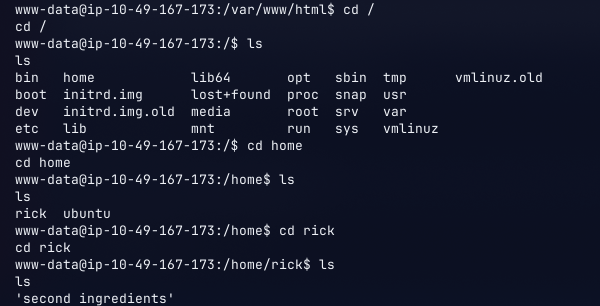 www-data@ip-10-49-167-173:/var/www/html$ cd /
cd /
www-data@ip-10-49-167-173:/$ ls
ls
bin   home            lib64       opt   sbin  tmp      vmlinuz.old
boot  initrd.img      lost+found  proc  snap  usr
dev   initrd.img.old  media       root  srv   var
etc   lib             mnt         run   sys   vmlinuz
www-data@ip-10-49-167-173:/$ cd home
cd home
www-data@ip-10-49-167-173:/home$ ls
ls
rick  ubuntu
www-data@ip-10-49-167-173:/home$ cd rick
cd rick
www-data@ip-10-49-167-173:/home/rick$ ls
ls
'second ingredients'